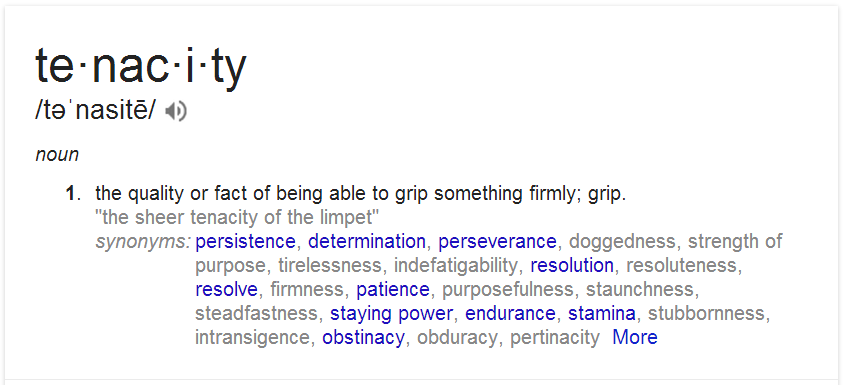 te·nac·i·ty
/təˈnasitē/
noun
1. the quality or fact of being able to grip something firmly; grip.
"the sheer tenacity of the limpet"
synonyms: persistence, determination, perseverance, doggedness, strength of
purpose, tirelessness, indefatigability, resolution, resoluteness,
resolve, firmness, patience, purposefulness, staunchness,
steadfastness, staying power, endurance, stamina, stubbornness,
intransigence, obstinacy, obduracy, pertinacity More